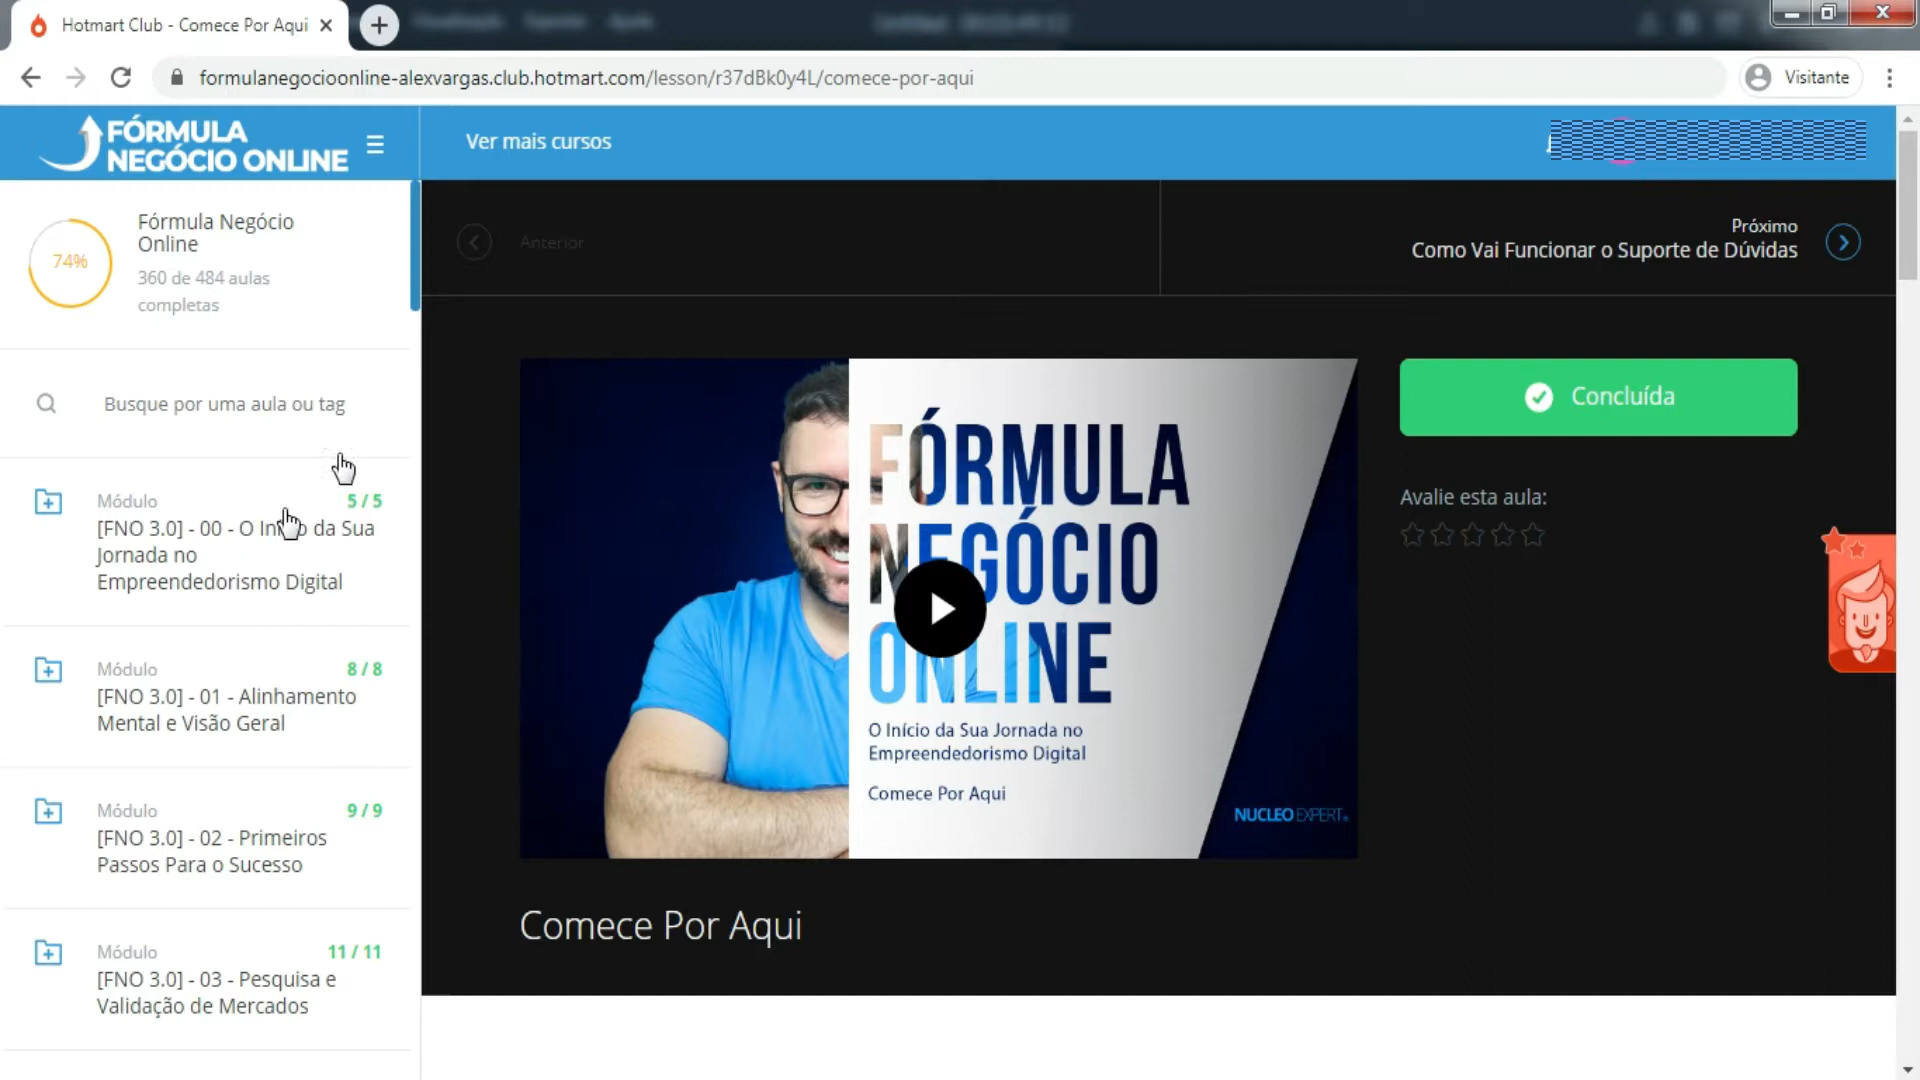 Hotmart Club - Comece Por Aqui
formulanegocioonline-alexvargas.club.hotmart.com/lesson/r37dBk0y4L/comece-por-aqui
Visitante
FÓRMULA
NEGÓCIO ONLINE
Ver mais cursos
Fórmula Negócio
Online
74%
360 de 484 aulas
completas
Anterior
Próximo
Como Vai Funcionar o Suporte de Dúvidas
Busque por uma aula ou tag
Módulo
5 / 5
[FNO 3.0] - 00 - O Início da Sua
Jornada no
Empreendedorismo Digital
Módulo
8 / 8
[FNO 3.0] - 01 - Alinhamento
Mental e Visão Geral
Módulo
9 / 9
[FNO 3.0] - 02 - Primeiros
Passos Para o Sucesso
Módulo
11 / 11
[FNO 3.0] - 03 - Pesquisa e
Validação de Mercados
FÓRMULA
NEGÓCIO
ONLINE
O Início da Sua Jornada no
Empreendedorismo Digital
Comece Por Aqui
NUCLEO EXPERT
Concluída
Avalie esta aula:
Comece Por Aqui